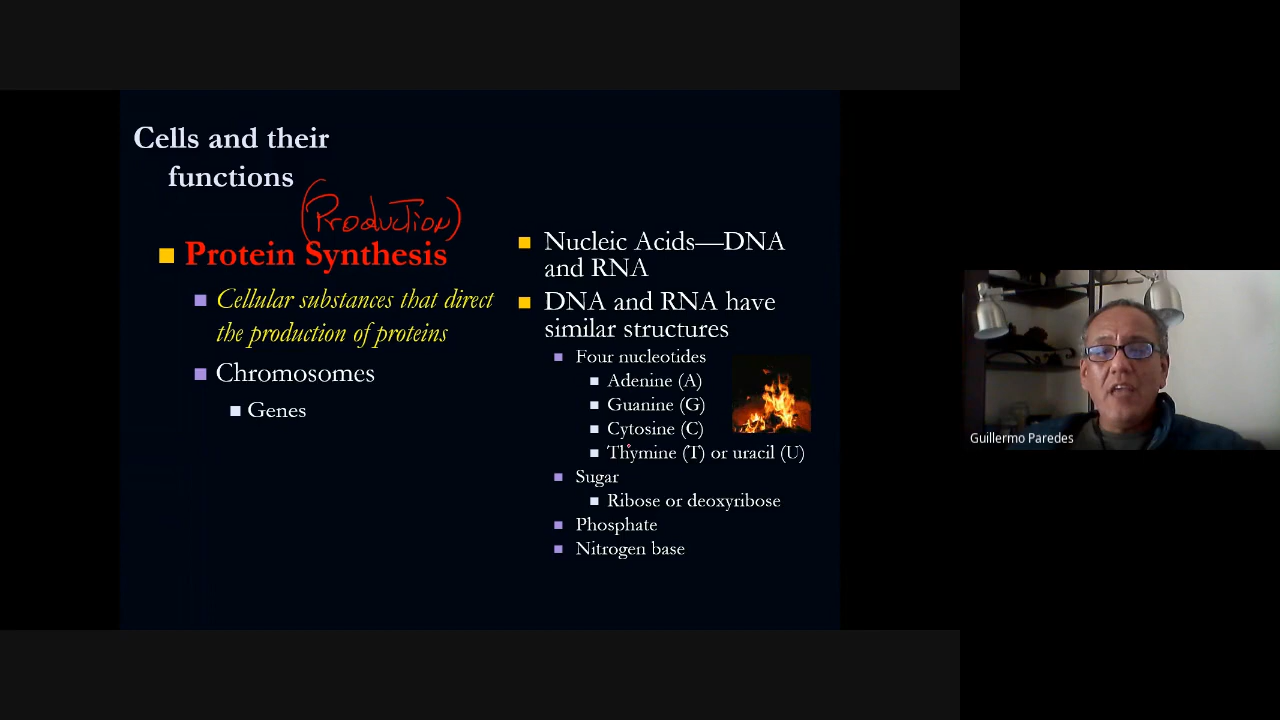 Cells and their
functions
(Production)
Protein Synthesis
Cellular substances that direct
the production of proteins
Chromosomes
Genes
Nucleic Acids—DNA
and RNA
DNA and RNA have
similar structures
Four nucleotides
Adenine (A)
Guanine (G)
Cytosine (C)
Thymine (T) or uracil (U)
Sugar
Ribose or deoxyribose
Phosphate
Nitrogen base
Guillermo Paredes